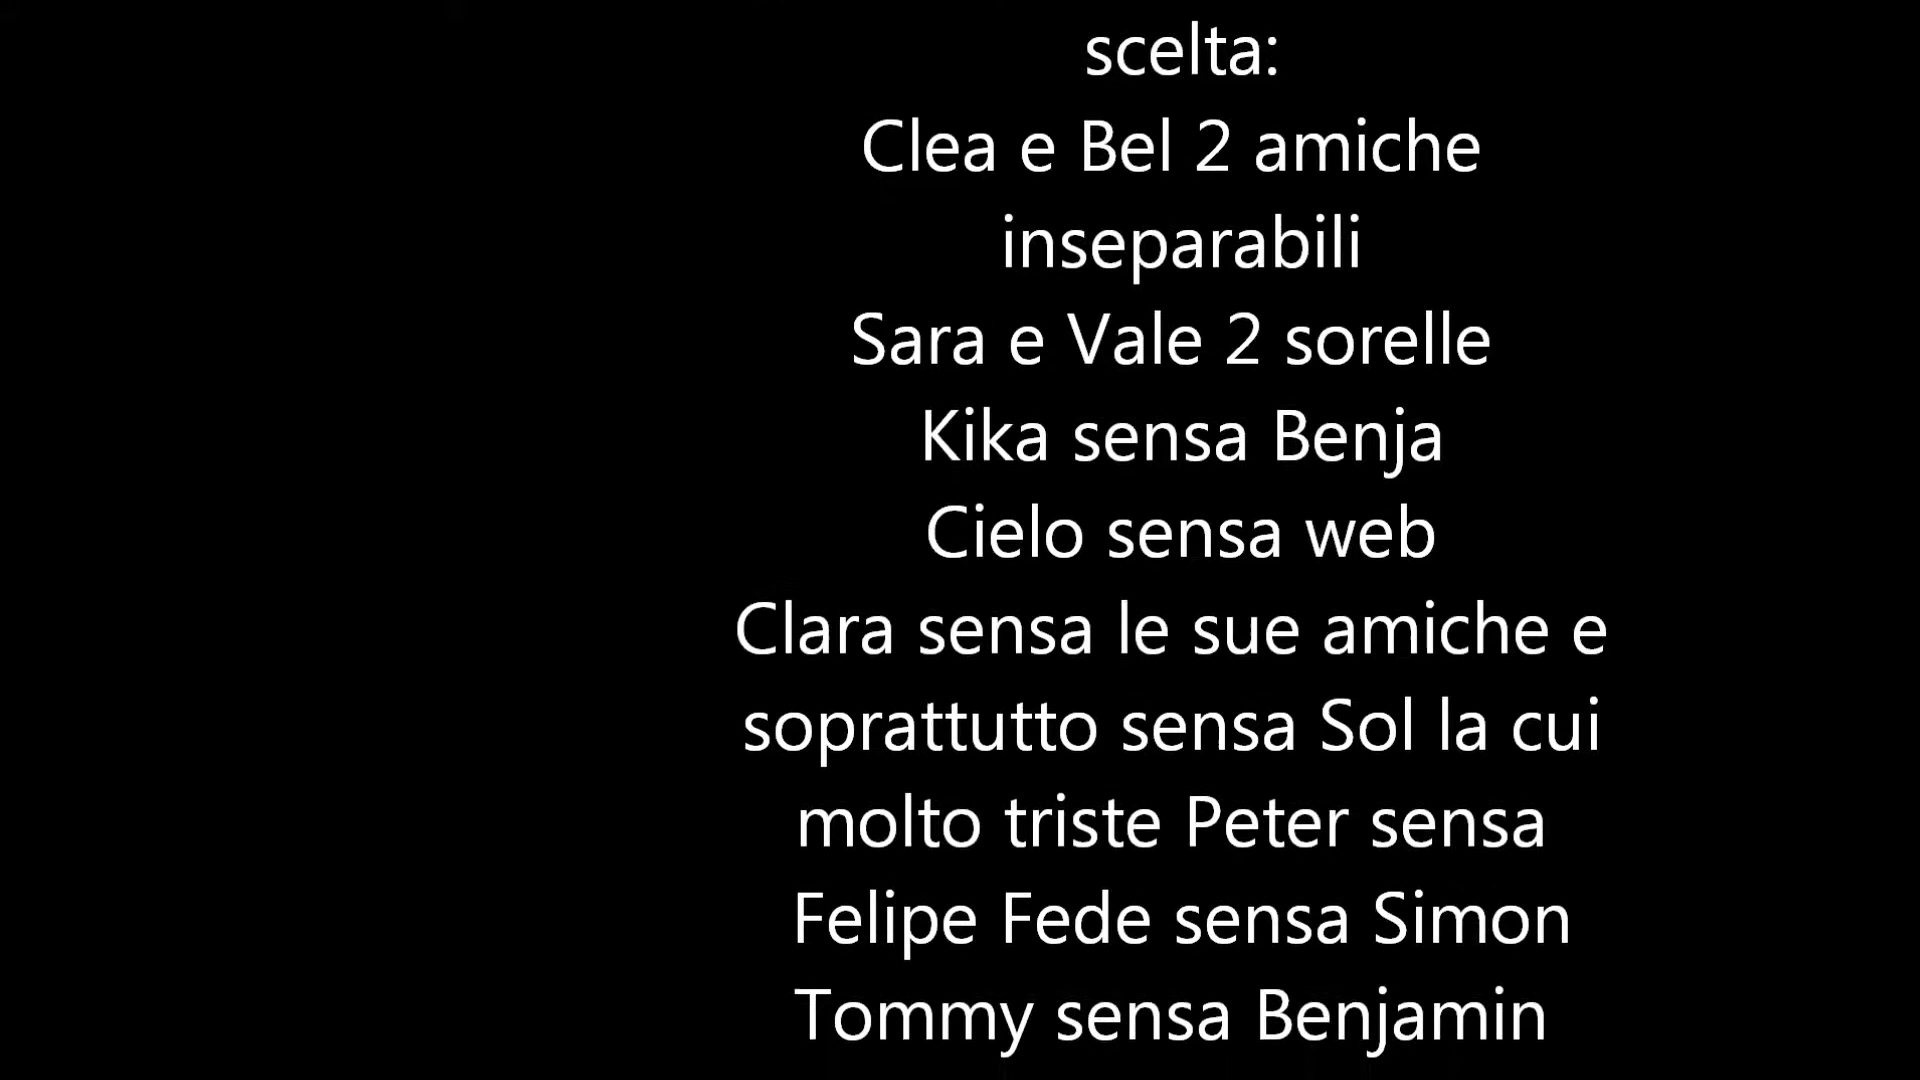 scelta:
Clea e Bel 2 amiche
inseparabili
Sara e Vale 2 sorelle
Kika sensa Benja
Cielo sensa web
Clara sensa le sue amiche e
soprattutto sensa Sol la cui
molto triste Peter sensa
Felipe Fede sensa Simon
Tommy sensa Benjamin